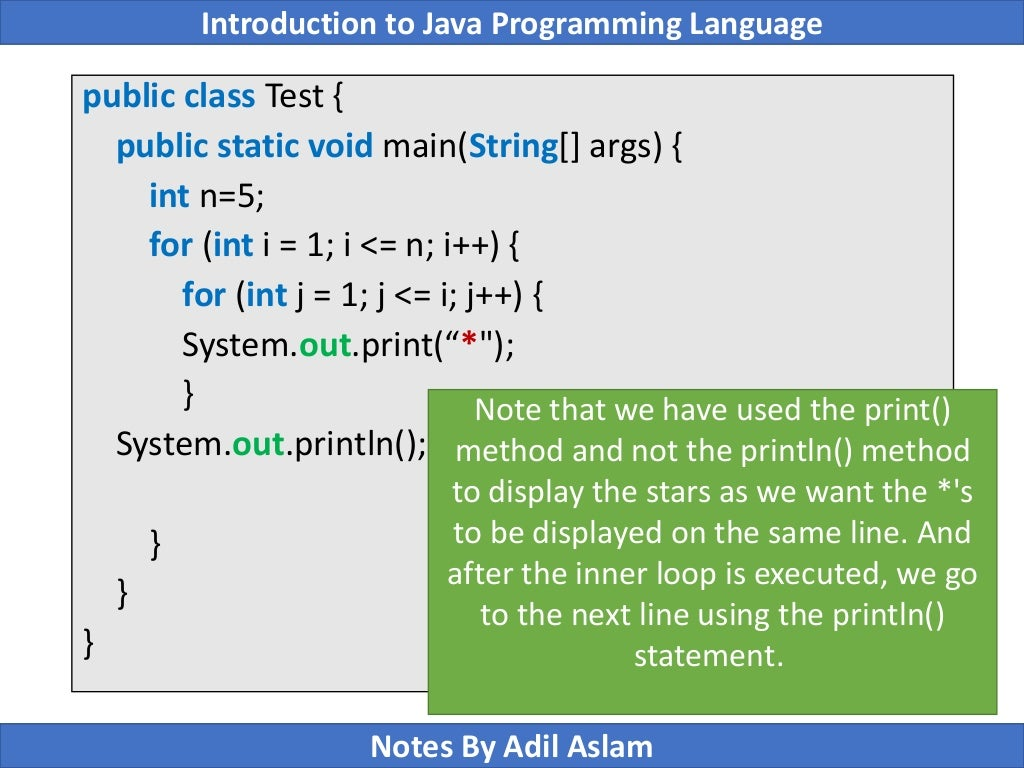 Introduction to Java Programming Language
public class Test {
public static void main(String[] args) {
int n=5;
for (int i = 1; i <= n; i++) {
for (int j = 1; j <= i; j++) {
System.out.print(“*");
}
System.out.println();
}
}
}
Note that we have used the print()
method and not the println() method
to display the stars as we want the *'s
to be displayed on the same line. And
after the inner loop is executed, we go
to the next line using the println()
statement.
Notes By Adil Aslam